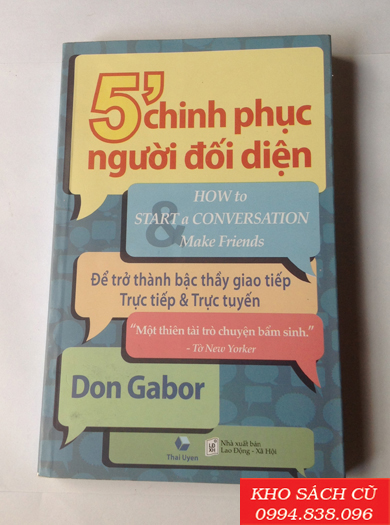 5' chinh phục
người đối diện
HOW to
START a CONVERSATION
& Make Friends
Để trở thành bậc thầy giao tiếp
Trực tiếp & Trực tuyến
"Một thiên tài trò chuyện bẩm sinh."
- Tờ New Yorker
Don Gabor
Thai Uyen
Nhà xuất bản
Lao Động - Xã Hội
KHO SÁCH CŨ
0994.838.096